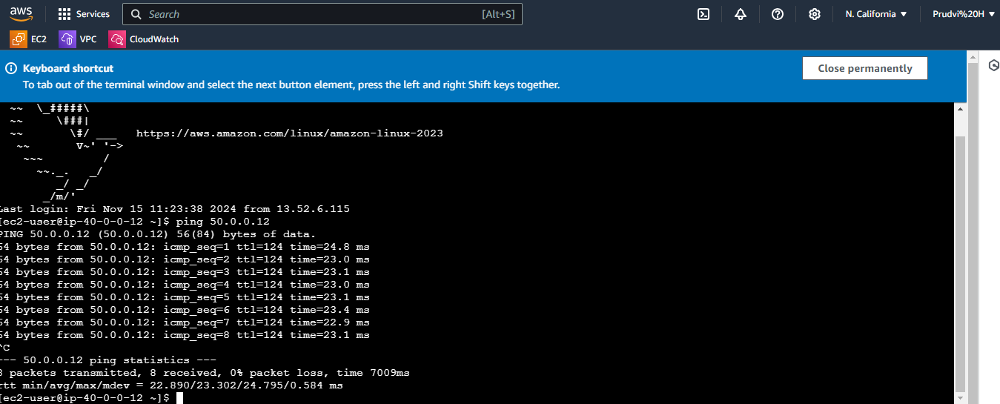 aws
Services
Search [Alt+S]
N. California
Prudvi%20H
EC2
VPC
CloudWatch
Keyboard shortcut
To tab out of the terminal window and select the next button element, press the left and right Shift keys together.
Close permanently
~~  \_#####\
~~     \###|
~~       \#/ ___   https://aws.amazon.com/linux/amazon-linux-2023
~~       V~' '->
~~~         /
~~._.   _/
_/ _/
_/m/'
Last login: Fri Nov 15 11:23:38 2024 from 13.52.6.115
[ec2-user@ip-40-0-0-12 ~]$ ping 50.0.0.12
PING 50.0.0.12 (50.0.0.12) 56(84) bytes of data.
64 bytes from 50.0.0.12: icmp_seq=1 ttl=124 time=24.8 ms
64 bytes from 50.0.0.12: icmp_seq=2 ttl=124 time=23.0 ms
64 bytes from 50.0.0.12: icmp_seq=3 ttl=124 time=23.1 ms
64 bytes from 50.0.0.12: icmp_seq=4 ttl=124 time=23.0 ms
64 bytes from 50.0.0.12: icmp_seq=5 ttl=124 time=23.1 ms
64 bytes from 50.0.0.12: icmp_seq=6 ttl=124 time=23.4 ms
64 bytes from 50.0.0.12: icmp_seq=7 ttl=124 time=22.9 ms
64 bytes from 50.0.0.12: icmp_seq=8 ttl=124 time=23.1 ms
^C
--- 50.0.0.12 ping statistics ---
8 packets transmitted, 8 received, 0% packet loss, time 7009ms
rtt min/avg/max/mdev = 22.890/23.302/24.795/0.584 ms
[ec2-user@ip-40-0-0-12 ~]$